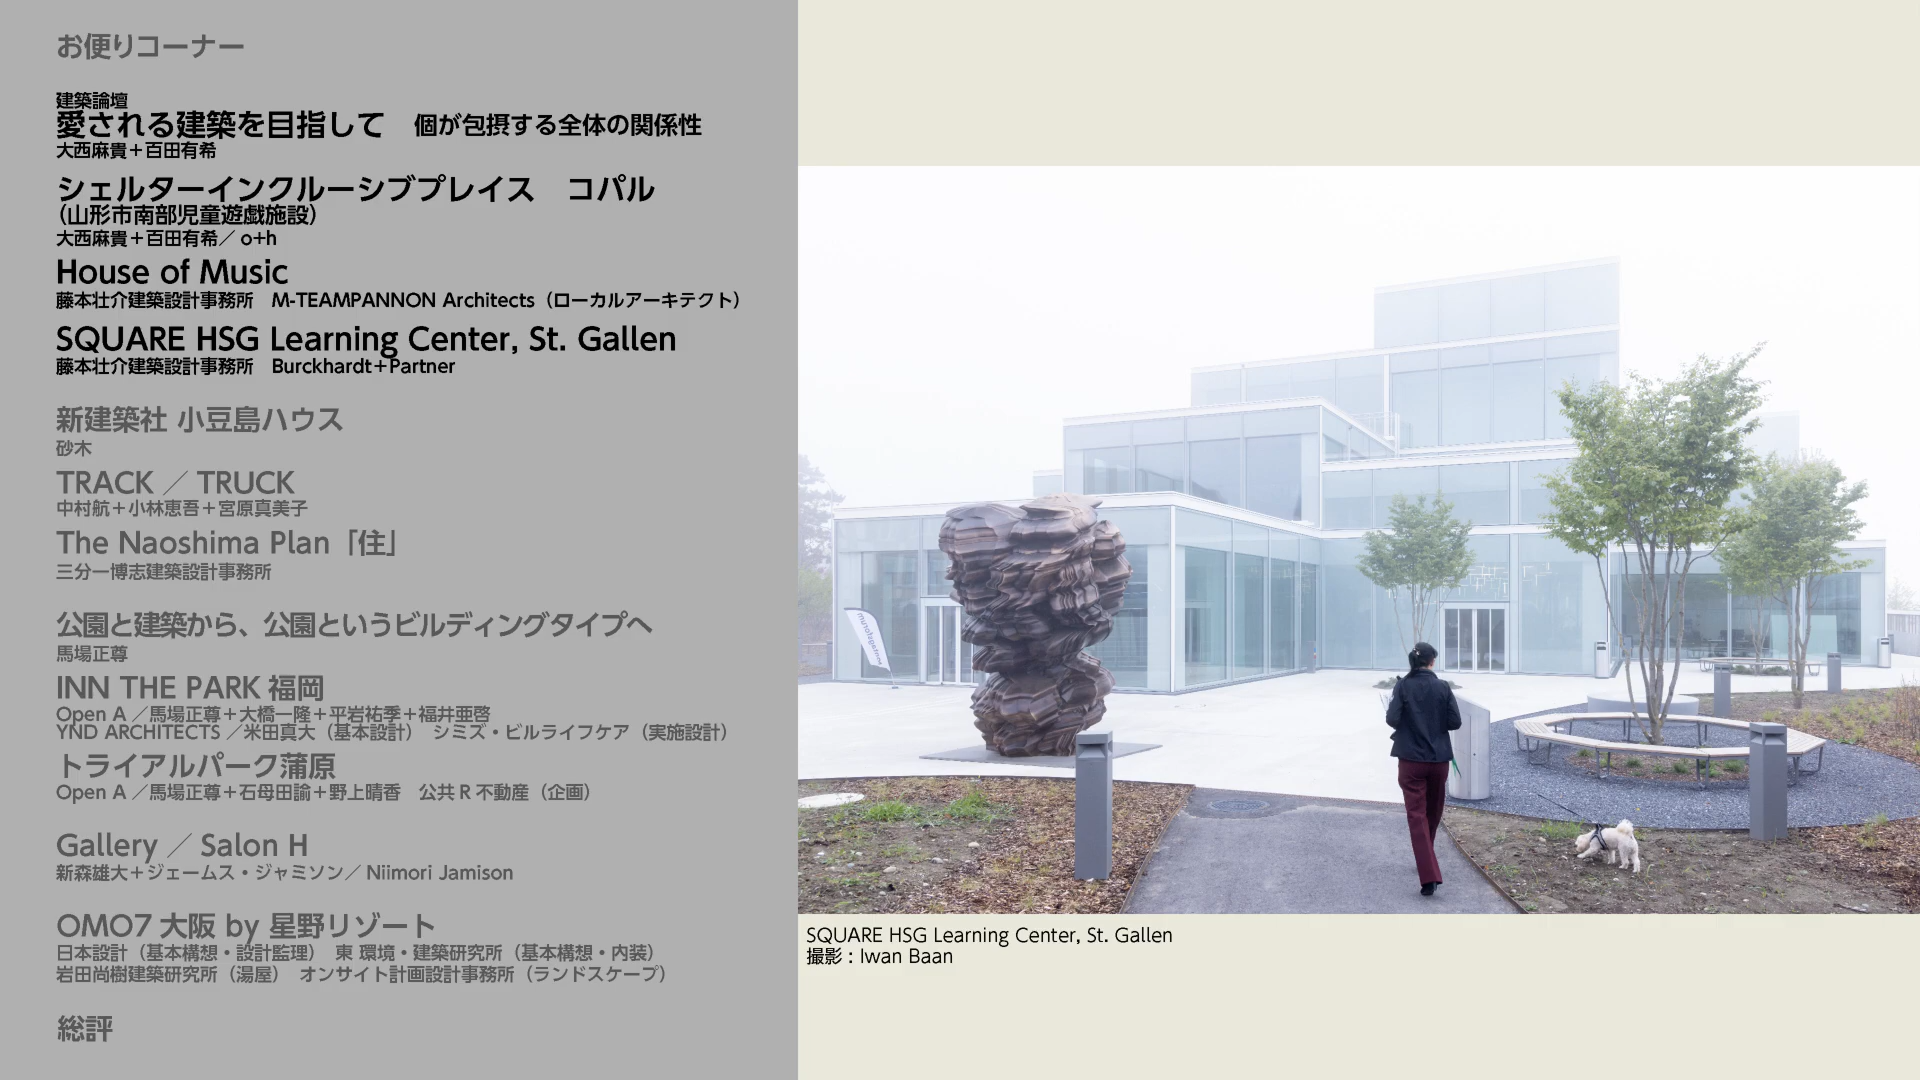 お便りコーナー
建築論壇
愛される建築を目指して　個が包摂する全体の関係性
大西麻貴＋百田有希
シェルターインクルーシブプレイス　コパル
（山形市南部児童遊戯施設）
大西麻貴＋百田有希／o+h
House of Music
藤本壮介建築設計事務所　M-TEAMPANNON Architects（ローカルアーキテクト）
SQUARE HSG Learning Center, St. Gallen
藤本壮介建築設計事務所　Burckhardt+Partner
新建築社 小豆島ハウス
砂木
TRACK ／ TRUCK
中村航＋小林恵吾＋宮原真美子
The Naoshima Plan「住」
三分一博志建築設計事務所
公園と建築から、公園というビルディングタイプへ
馬場正尊
INN THE PARK 福岡
Open A ／馬場正尊＋大橋一隆＋平岩祐季＋福井亜啓
YND ARCHITECTS ／米田真大（基本設計）　シミズ・ビルライフケア（実施設計）
トライアルパーク蒲原
Open A ／馬場正尊＋石母田諭＋野上晴香　公共 R 不動産（企画）
Gallery ／ Salon H
新森雄大＋ジェームス・ジャミソン／ Niimori Jamison
OMO7 大阪 by 星野リゾート
日本設計（基本構想・設計監理）　東 環境・建築研究所（基本構想・内装）
岩田尚樹建築研究所（湯屋）　オンサイト計画設計事務所（ランドスケープ）
総評
SQUARE HSG Learning Center, St. Gallen
撮影 : Iwan Baan